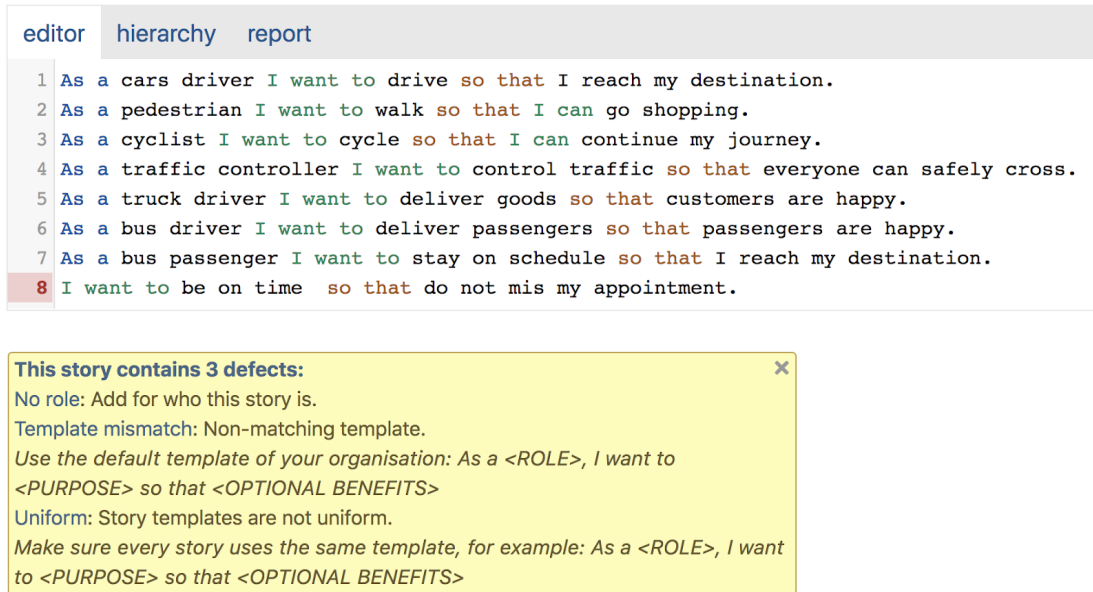 editor hierarchy report
1 As a cars driver I want to drive so that I reach my destination.
2 As a pedestrian I want to walk so that I can go shopping.
3 As a cyclist I want to cycle so that I can continue my journey.
4 As a traffic controller I want to control traffic so that everyone can safely cross.
5 As a truck driver I want to deliver goods so that customers are happy.
6 As a bus driver I want to deliver passengers so that passengers are happy.
7 As a bus passenger I want to stay on schedule so that I reach my destination.
8 I want to be on time  so that do not mis my appointment.
This story contains 3 defects: ×
No role: Add for who this story is.
Template mismatch: Non-matching template.
Use the default template of your organisation: As a <ROLE>, I want to
<PURPOSE> so that <OPTIONAL BENEFITS>
Uniform: Story templates are not uniform.
Make sure every story uses the same template, for example: As a <ROLE>, I want
to <PURPOSE> so that <OPTIONAL BENEFITS>